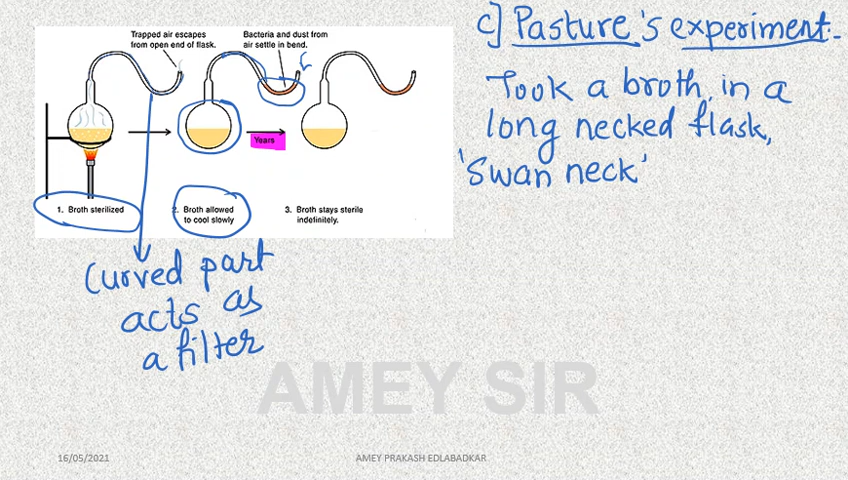 c] Pasture's experiment:-
Trapped air escapes
from open end of flask.
Bacteria and dust from
air settle in bend.
Took a broth, in a
long necked flask,
'Swan neck'
Years
1. Broth sterilized
2. Broth allowed
to cool slowly
3. Broth stays sterile
indefinitely.
Curved part
acts as
a filter
AMEY SIR
16/05/2021
AMEY PRAKASH EDLABADKAR